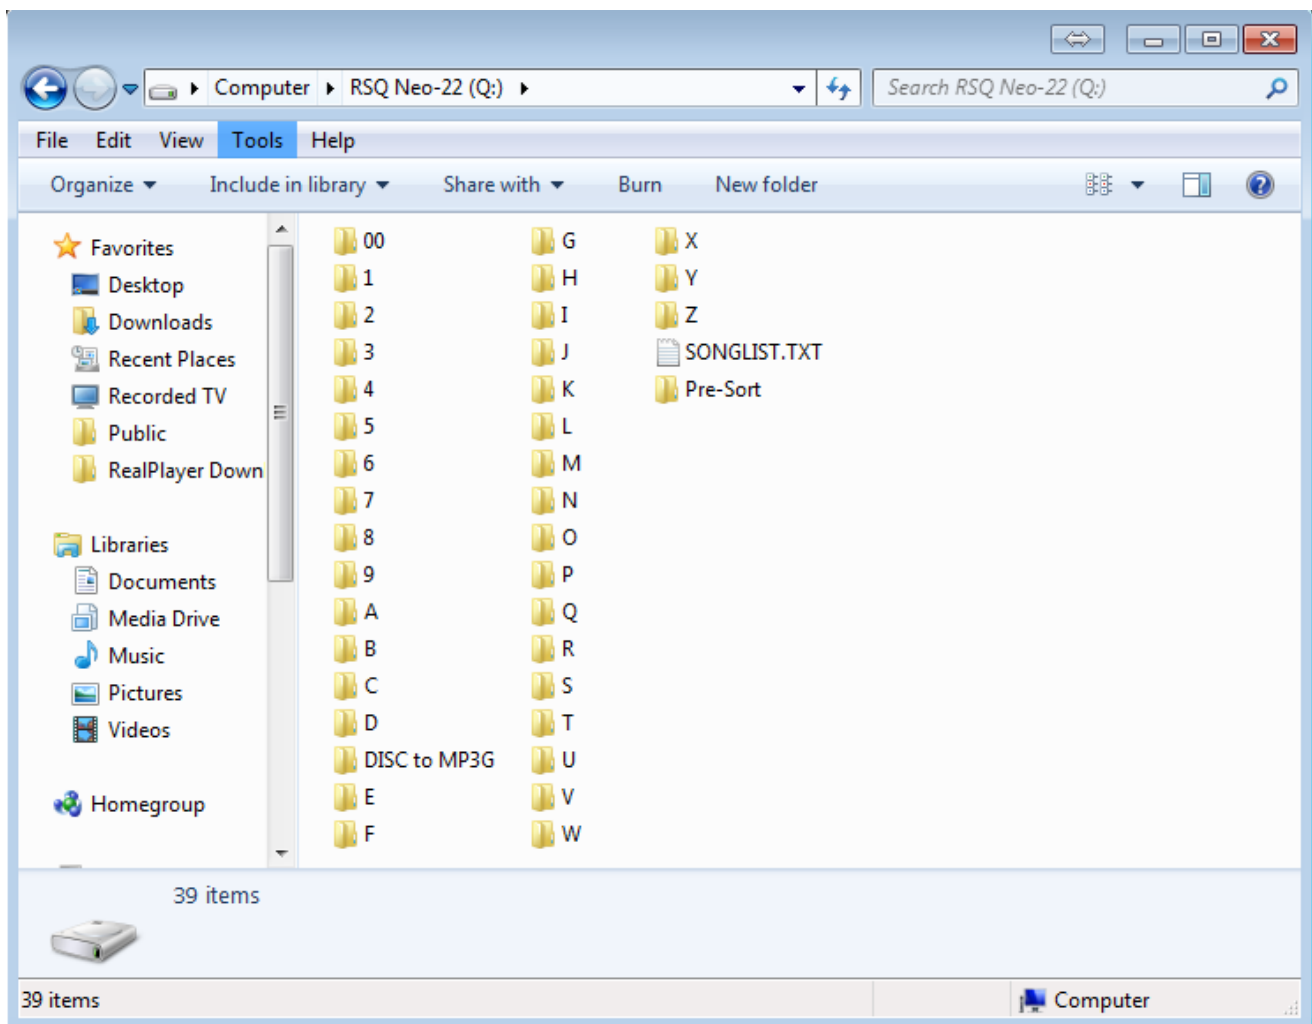 Computer RSQ Neo-22 (Q:) Search RSQ Neo-22 (Q:)
File Edit View Tools Help
Organize Include in library Share with Burn New folder
Favorites
Desktop
Downloads
Recent Places
Recorded TV
Public
RealPlayer Down
Libraries
Documents
Media Drive
Music
Pictures
Videos
Homegroup
00
1
2
3
4
5
6
7
8
9
A
B
C
D
DISC to MP3G
E
F
G
H
I
J
K
L
M
N
O
P
Q
R
S
T
U
V
W
X
Y
Z
SONGLIST.TXT
Pre-Sort
39 items
39 items Computer